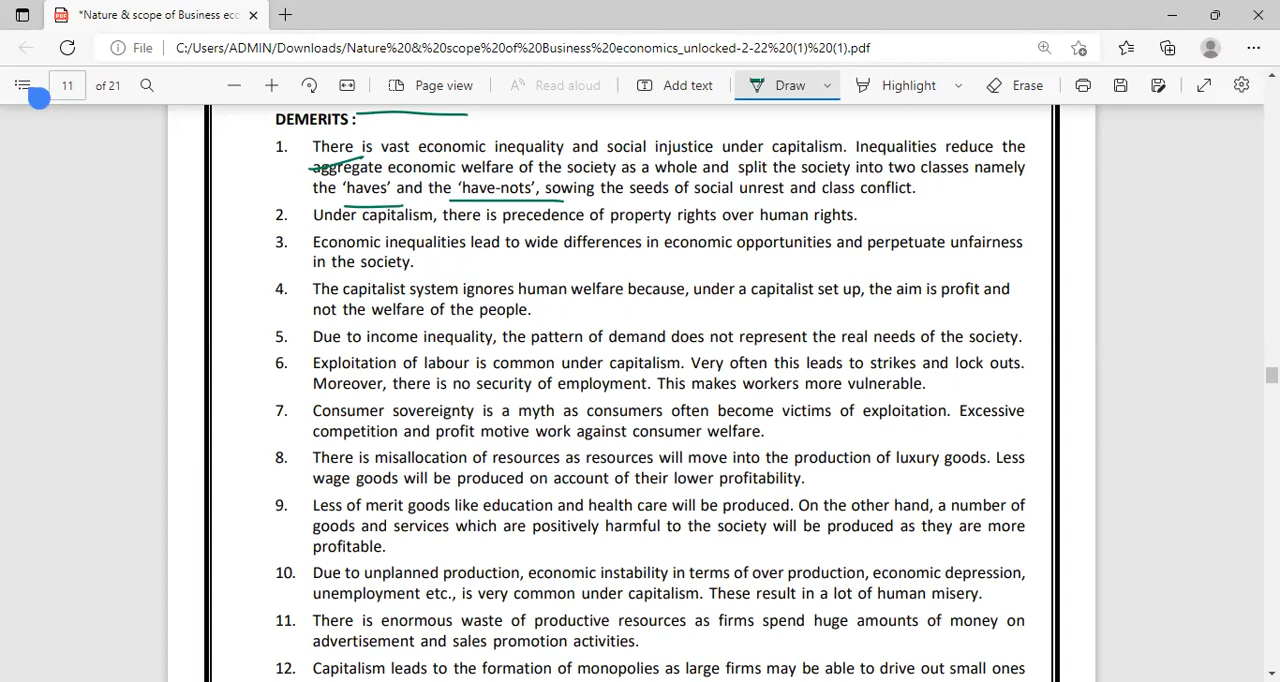 *Nature & scope of Business eco
File C:/Users/ADMIN/Downloads/Nature%20&%20scope%20of%20Business%20economics_unlocked-2-22%20(1)%20(1).pdf
11 of 21 Page view Read aloud Add text Draw Highlight Erase
DEMERITS :
1. There is vast economic inequality and social injustice under capitalism. Inequalities reduce the
aggregate economic welfare of the society as a whole and split the society into two classes namely
the ‘haves’ and the ‘have-nots’, sowing the seeds of social unrest and class conflict.
2. Under capitalism, there is precedence of property rights over human rights.
3. Economic inequalities lead to wide differences in economic opportunities and perpetuate unfairness
in the society.
4. The capitalist system ignores human welfare because, under a capitalist set up, the aim is profit and
not the welfare of the people.
5. Due to income inequality, the pattern of demand does not represent the real needs of the society.
6. Exploitation of labour is common under capitalism. Very often this leads to strikes and lock outs.
Moreover, there is no security of employment. This makes workers more vulnerable.
7. Consumer sovereignty is a myth as consumers often become victims of exploitation. Excessive
competition and profit motive work against consumer welfare.
8. There is misallocation of resources as resources will move into the production of luxury goods. Less
wage goods will be produced on account of their lower profitability.
9. Less of merit goods like education and health care will be produced. On the other hand, a number of
goods and services which are positively harmful to the society will be produced as they are more
profitable.
10. Due to unplanned production, economic instability in terms of over production, economic depression,
unemployment etc., is very common under capitalism. These result in a lot of human misery.
11. There is enormous waste of productive resources as firms spend huge amounts of money on
advertisement and sales promotion activities.
12. Capitalism leads to the formation of monopolies as large firms may be able to drive out small ones